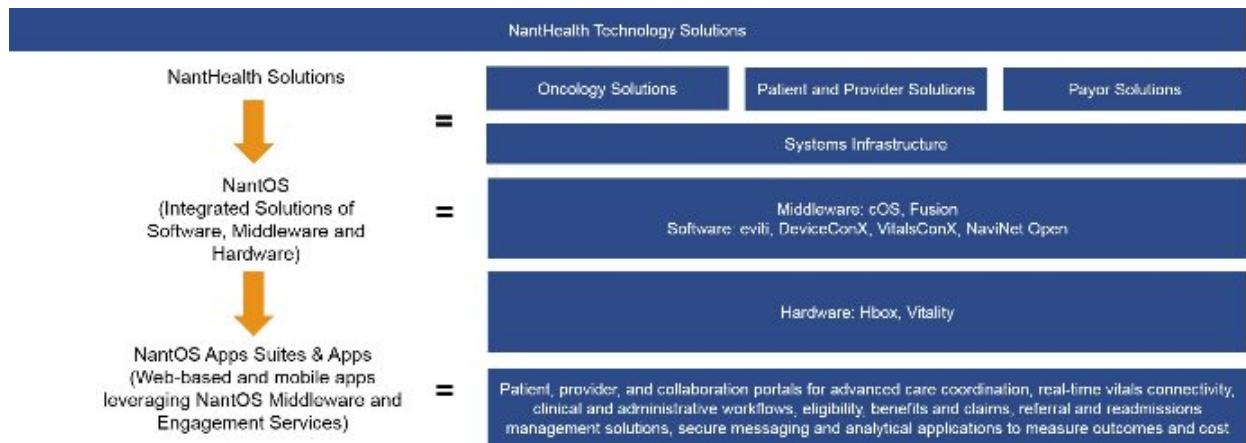 NantHealth Technology Solutions
NantHealth Solutions
=
Oncology Solutions
Patient and Provider Solutions
Payor Solutions
Systems Infrastructure
NantOS
(Integrated Solutions of
Software, Middleware and
Hardware)
=
Middleware: cOS, Fusion
Software: eviti, DeviceConX, VitalsConX, NaviNet Open
Hardware: Hbox, Vitality
NantOS Apps Suites & Apps
(Web-based and mobile apps
leveraging NantOS Middleware and
Engagement Services)
=
Patient, provider, and collaboration portals for advanced care coordination, real-time vitals connectivity,
clinical and administrative workflows, eligibility, benefits and claims, referral and readmissions
management solutions, secure messaging and analytical applications to measure outcomes and cost